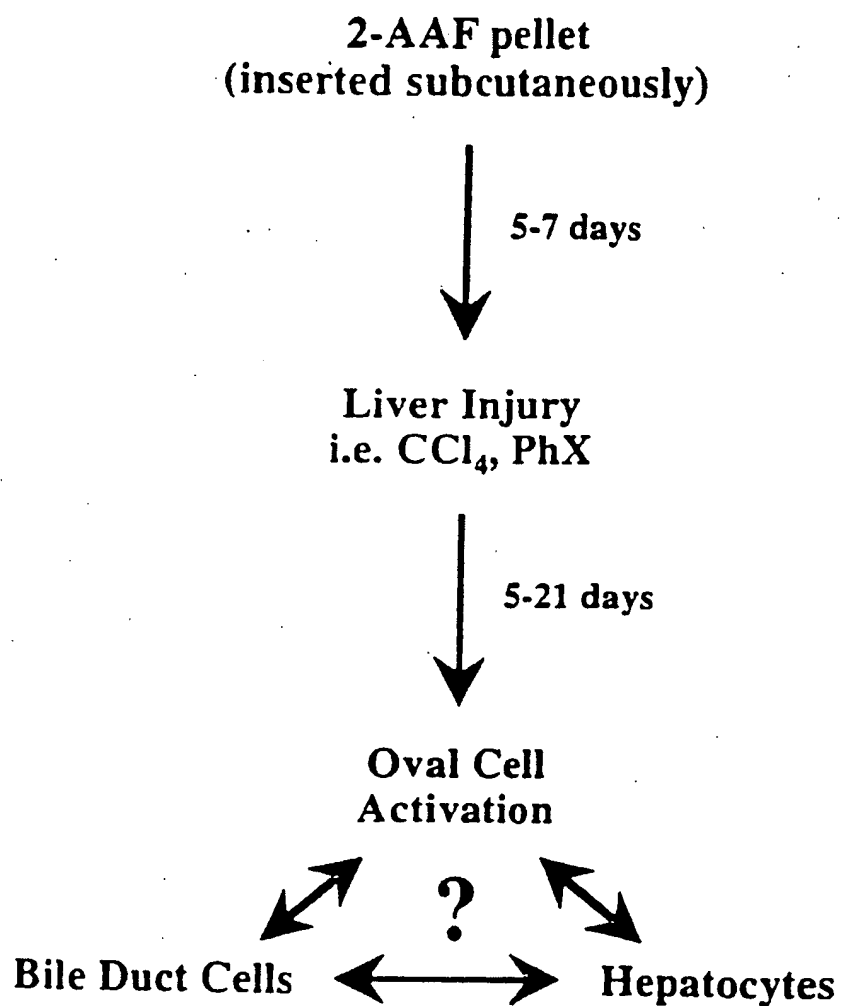 2-AAF pellet
(inserted subcutaneously)
5-7 days
Liver Injury
i.e. CCl₄, PhX
5-21 days
Oval Cell
Activation
?
Bile Duct Cells
Hepatocytes